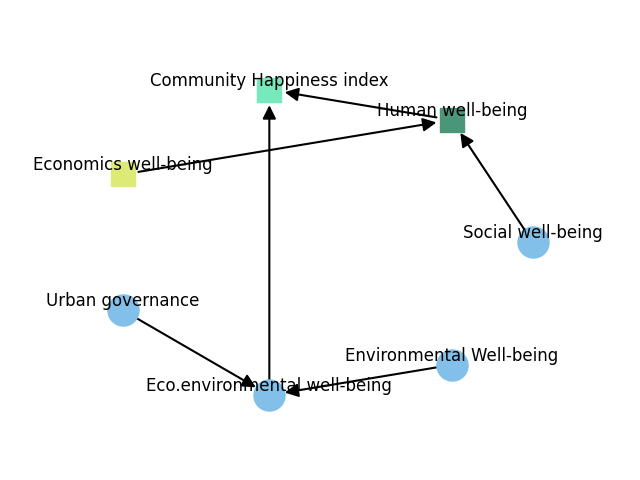 Community Happiness index
Human well-being
Economics well-being
Social well-being
Urban governance
Environmental Well-being
Eco.environmental well-being